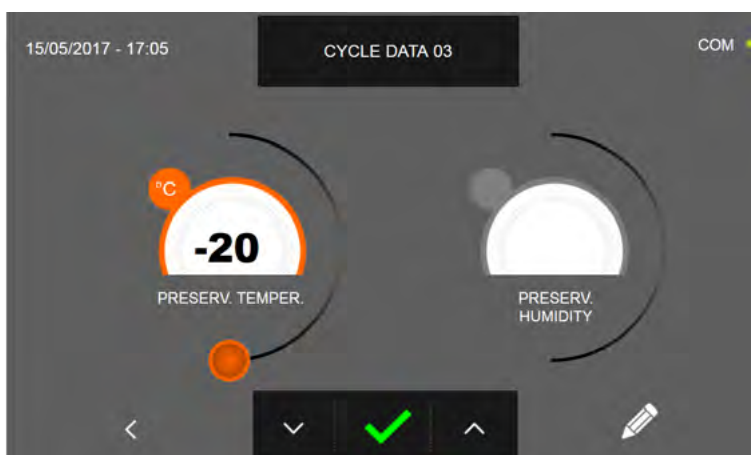 15/05/2017 - 17:05
CYCLE DATA 03
COM
°C
-20
PRESERV. TEMPER.
PRESERV.
HUMIDITY